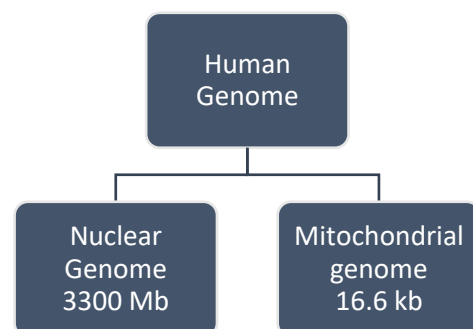 Human
Genome
Nuclear
Genome
3300 Mb
Mitochondrial
genome
16.6 kb